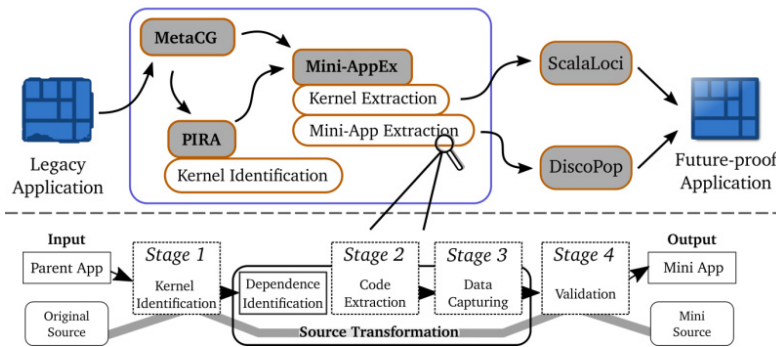 MetaCG
Mini-AppEx
Kernel Extraction
Mini-App Extraction
PIRA
Kernel Identification
Legacy
Application
ScalaLoci
DiscoPop
Future-proof
Application
Input
Parent App
Original
Source
Stage 1
Kernel
Identification
Dependence
Identification
Stage 2
Code
Extraction
Stage 3
Data
Capturing
Source Transformation
Stage 4
Validation
Output
Mini App
Mini
Source